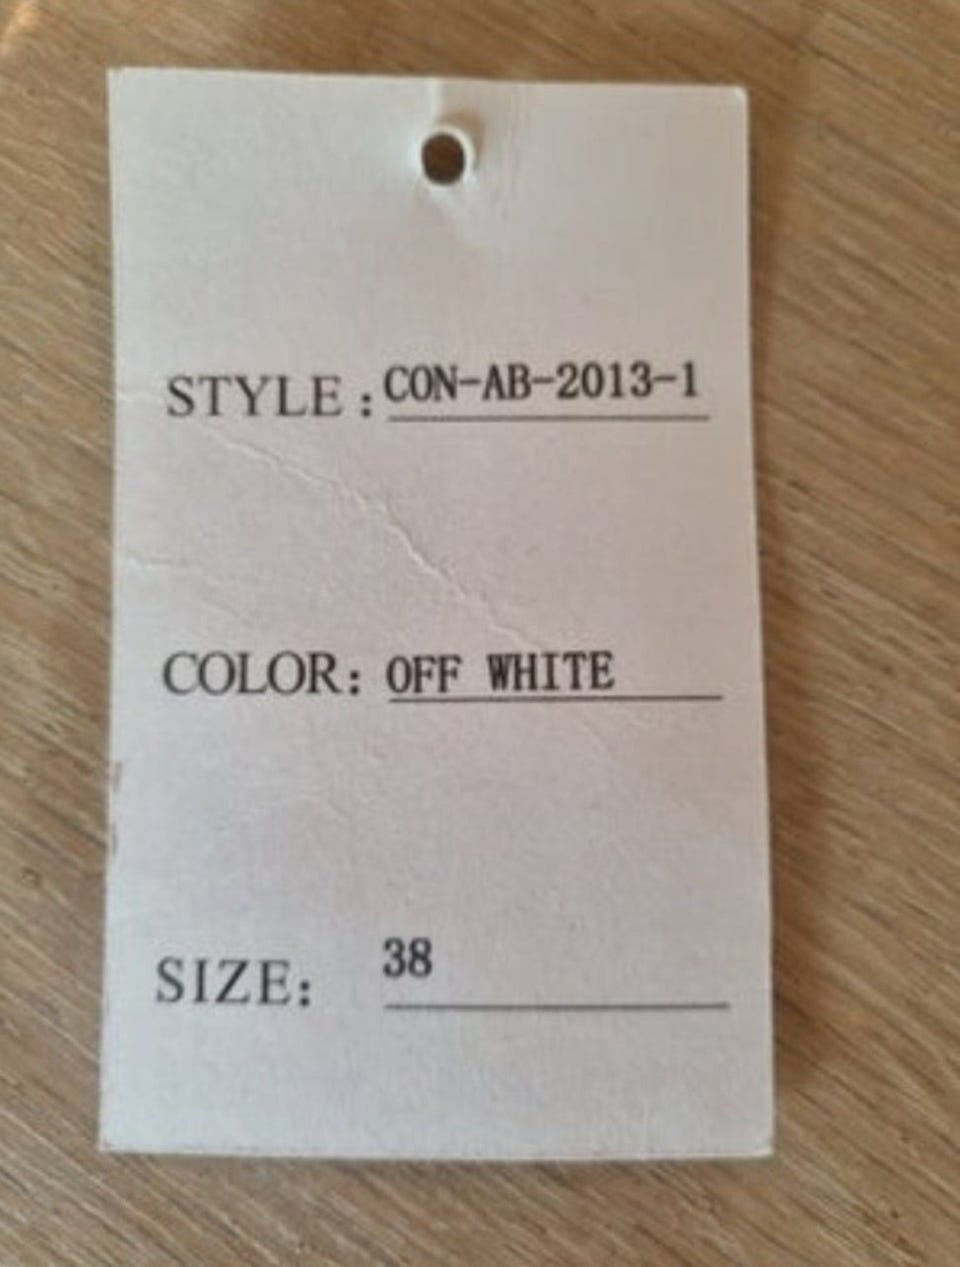 STYLE: CON-AB-2013-1
COLOR: OFF WHITE
SIZE: 38